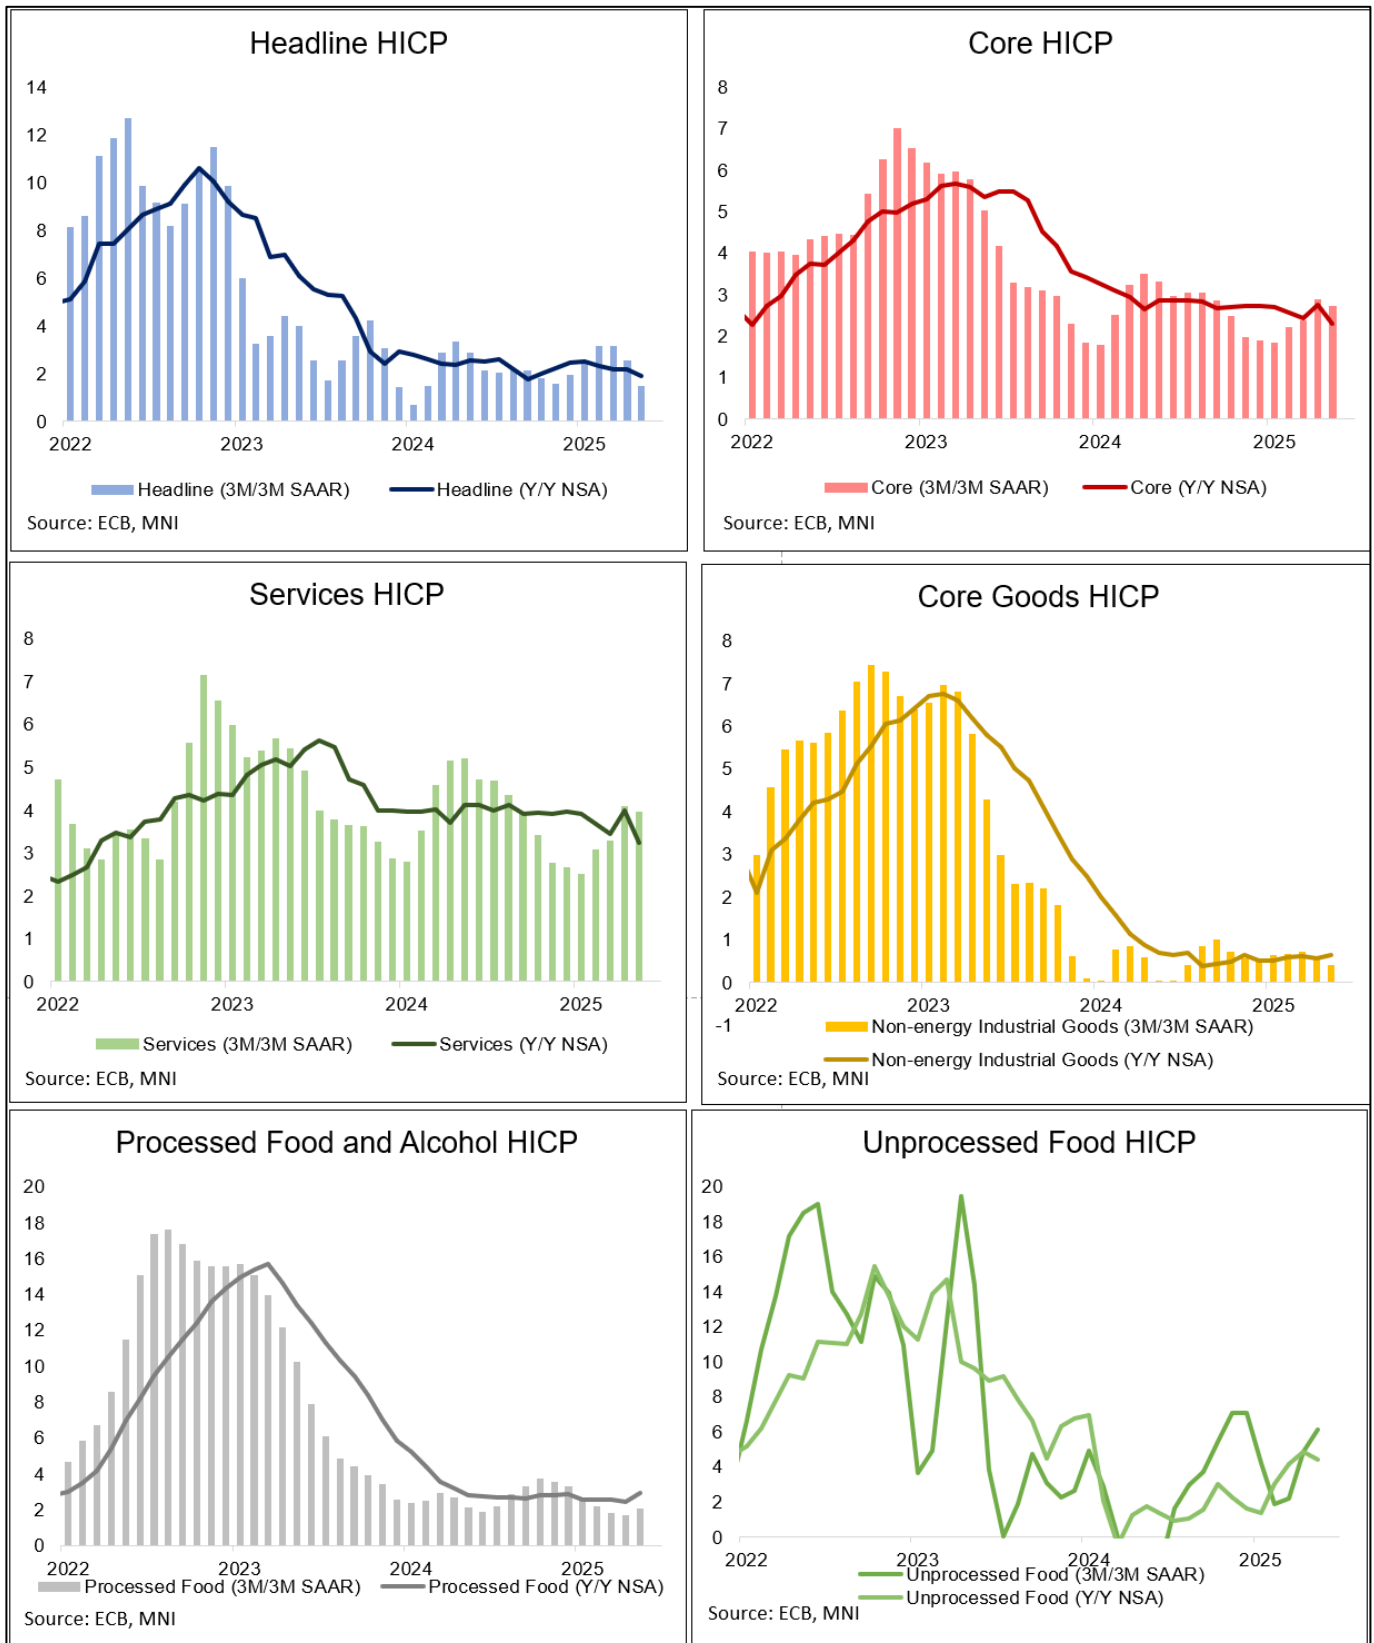 Headline HICP
14
12
10
8
6
4
2
0
2022 2023 2024 2025
Headline (3M/3M SAAR) Headline (Y/Y NSA)
Source: ECB, MNI
Core HICP
8
7
6
5
4
3
2
1
0
2022 2023 2024 2025
Core (3M/3M SAAR) Core (Y/Y NSA)
Source: ECB, MNI
Services HICP
8
7
6
5
4
3
2
1
0
2022 2023 2024 2025
Services (3M/3M SAAR) Services (Y/Y NSA)
Source: ECB, MNI
Core Goods HICP
8
7
6
5
4
3
2
1
0
2022 2023 2024 2025
-1
Non-energy Industrial Goods (3M/3M SAAR)
Non-energy Industrial Goods (Y/Y NSA)
Source: ECB, MNI
Processed Food and Alcohol HICP
20
18
16
14
12
10
8
6
4
2
0
2022 2023 2024 2025
Processed Food (3M/3M SAAR) Processed Food (Y/Y NSA)
Source: ECB, MNI
Unprocessed Food HICP
20
18
16
14
12
10
8
6
4
2
0
2022 2023 2024 2025
Unprocessed Food (3M/3M SAAR)
Unprocessed Food (Y/Y NSA)
Source: ECB, MNI